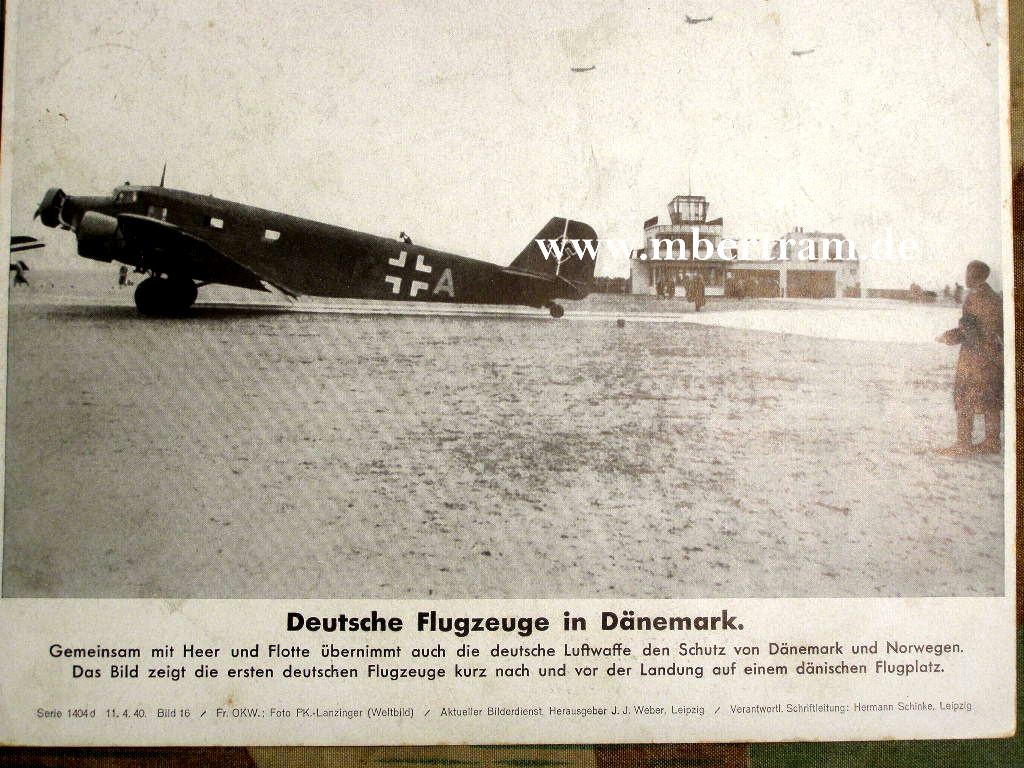 www.mbertram.de
A
Deutsche Flugzeuge in Dänemark.
Gemeinsam mit Heer und Flotte übernimmt auch die deutsche Luftwaffe den Schutz von Dänemark und Norwegen.
Das Bild zeigt die ersten deutschen Flugzeuge kurz nach und vor der Landung auf einem dänischen Flugplatz.
Serie 1404d 11. 4. 40. Bild 16 / Fr. OKW.: Foto PK.-Lanzinger (Weltbild) / Aktueller Bilderdienst. Herausgeber J. J. Weber, Leipzig / Verantwortl. Schriftleitung: Hermann Schinke, Leipzig